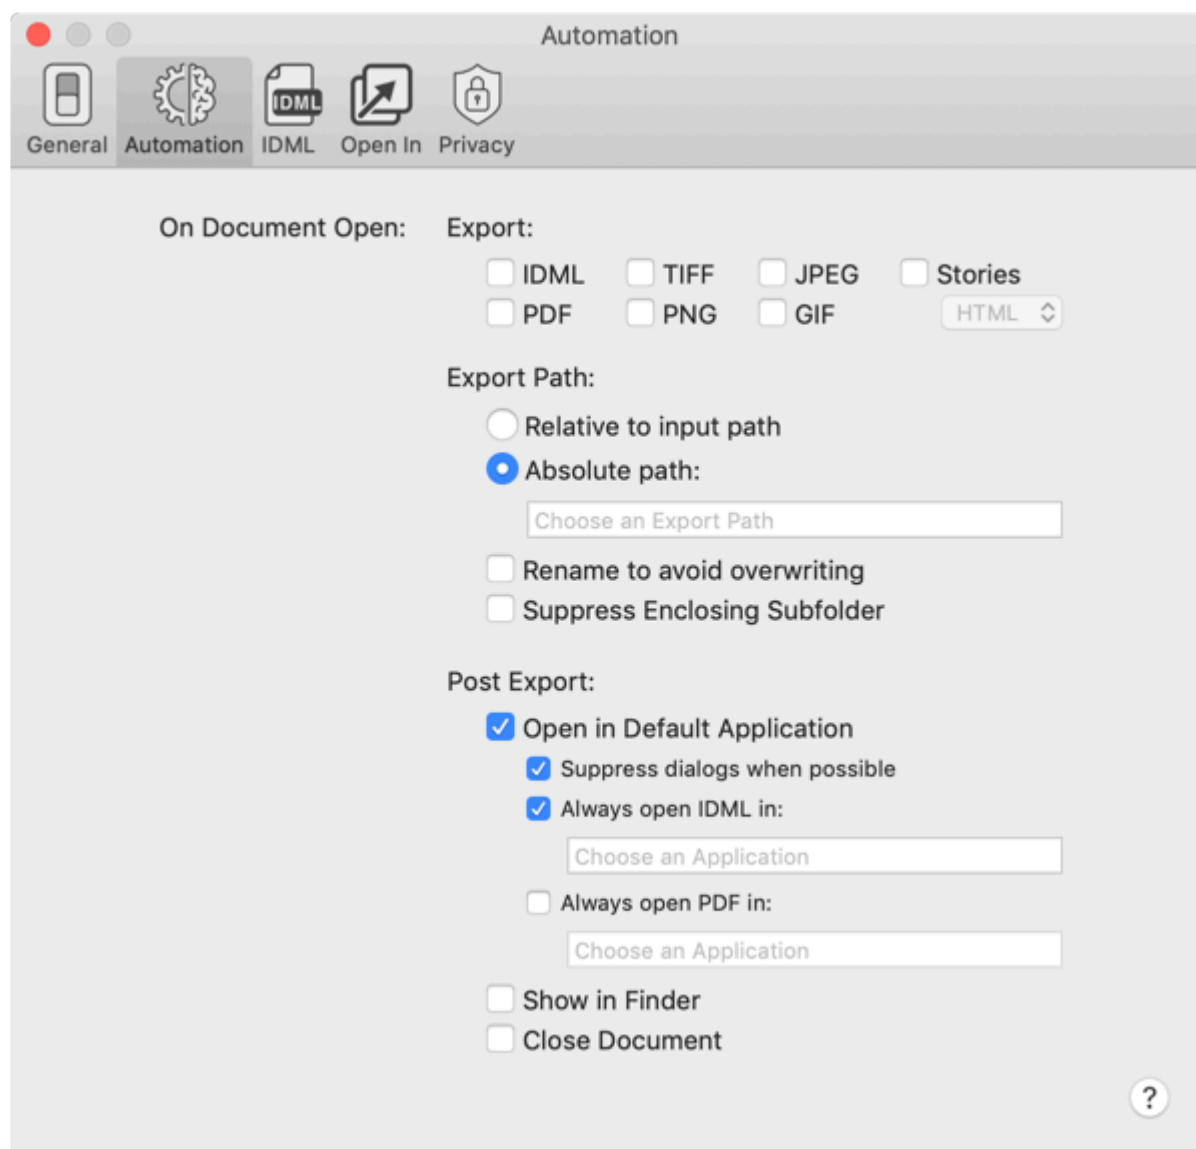 Automation
IDML
General Automation IDML Open In Privacy
On Document Open: Export:
IDML TIFF JPEG Stories
PDF PNG GIF HTML
Export Path:
Relative to input path
Absolute path:
Choose an Export Path
Rename to avoid overwriting
Suppress Enclosing Subfolder
Post Export:
Open in Default Application
Suppress dialogs when possible
Always open IDML in:
Choose an Application
Always open PDF in:
Choose an Application
Show in Finder
Close Document
?